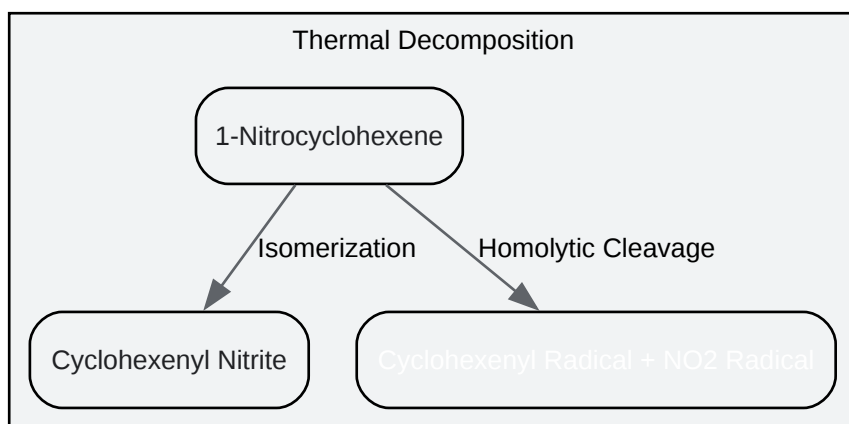 Thermal Decomposition
1-Nitrocyclohexene
Isomerization
Homolytic Cleavage
Cyclohexenyl Nitrite
Cyclohexenyl Radical + NO2 Radical